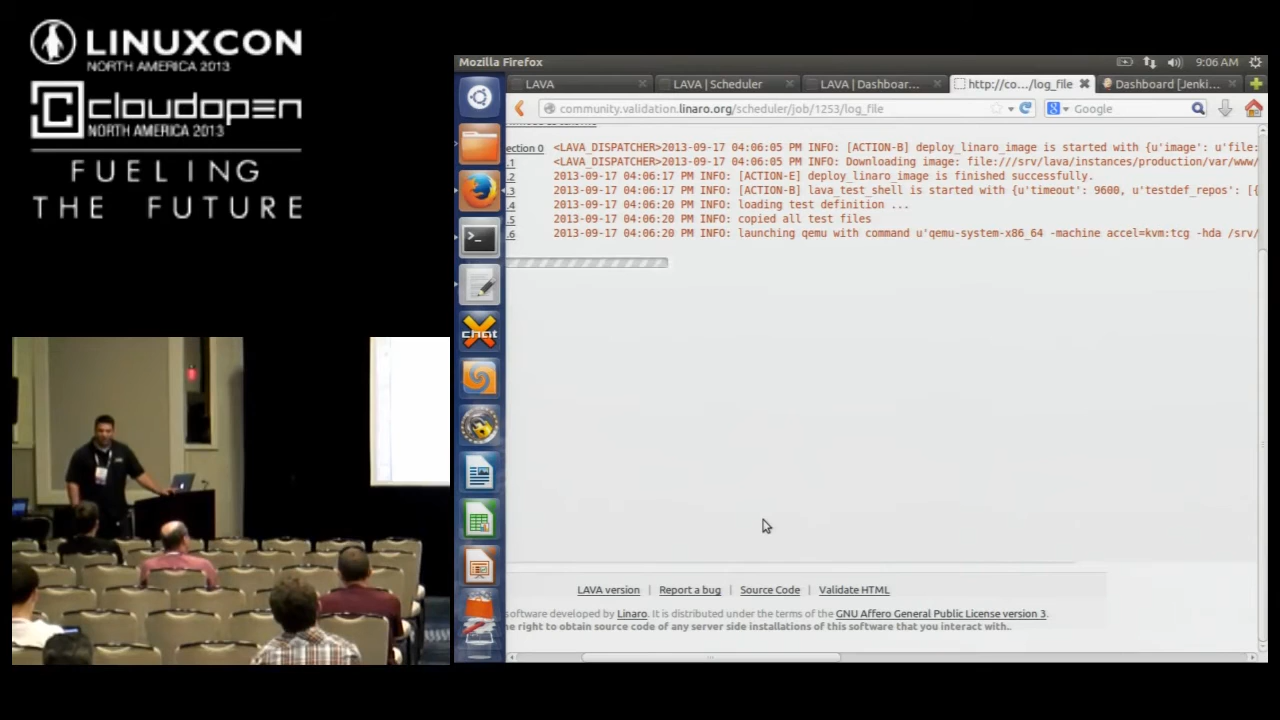 LINUXCON
NORTH AMERICA 2013
cloudopen
NORTH AMERICA 2013
FUELING
THE FUTURE
Mozilla Firefox
9:06 AM
LAVA
LAVA | Scheduler
LAVA | Dashboar...
http://co.../log_file
Dashboard [Jenki...
community.validation.linaro.org/scheduler/job/1253/log_file
Google
ection 0 <LAVA_DISPATCHER>2013-09-17 04:06:05 PM INFO: [ACTION-B] deploy_linaro_image is started with {u'image': u'file:
.1 <LAVA_DISPATCHER>2013-09-17 04:06:05 PM INFO: Downloading image: file:///srv/lava/instances/production/var/www/
.2 2013-09-17 04:06:17 PM INFO: [ACTION-E] deploy_linaro_image is finished successfully.
.3 2013-09-17 04:06:17 PM INFO: [ACTION-B] lava_test_shell is started with {u'timeout': 9600, u'testdef_repos': [{
.4 2013-09-17 04:06:20 PM INFO: loading test definition ...
.5 2013-09-17 04:06:20 PM INFO: copied all test files
.6 2013-09-17 04:06:20 PM INFO: launching qemu with command u'qemu-system-x86_64 -machine accel=kvm:tcg -hda /srv/
chat
LAVA version | Report a bug | Source Code | Validate HTML
software developed by Linaro. It is distributed under the terms of the GNU Affero General Public License version 3.
he right to obtain source code of any server side installations of this software that you interact with..